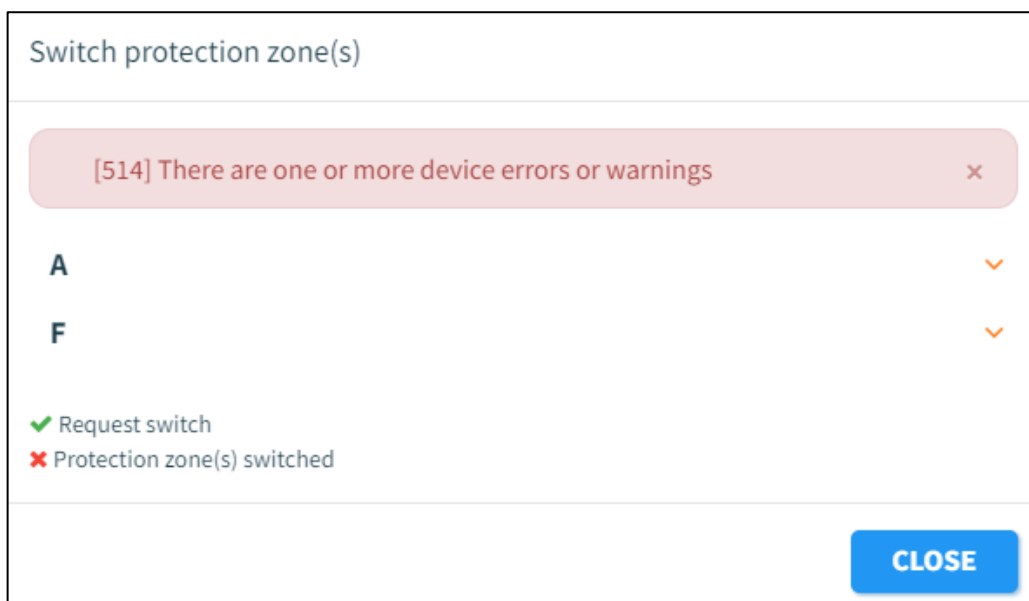 Switch protection zone(s)
[514] There are one or more device errors or warnings ×
A
F
Request switch
Protection zone(s) switched
CLOSE